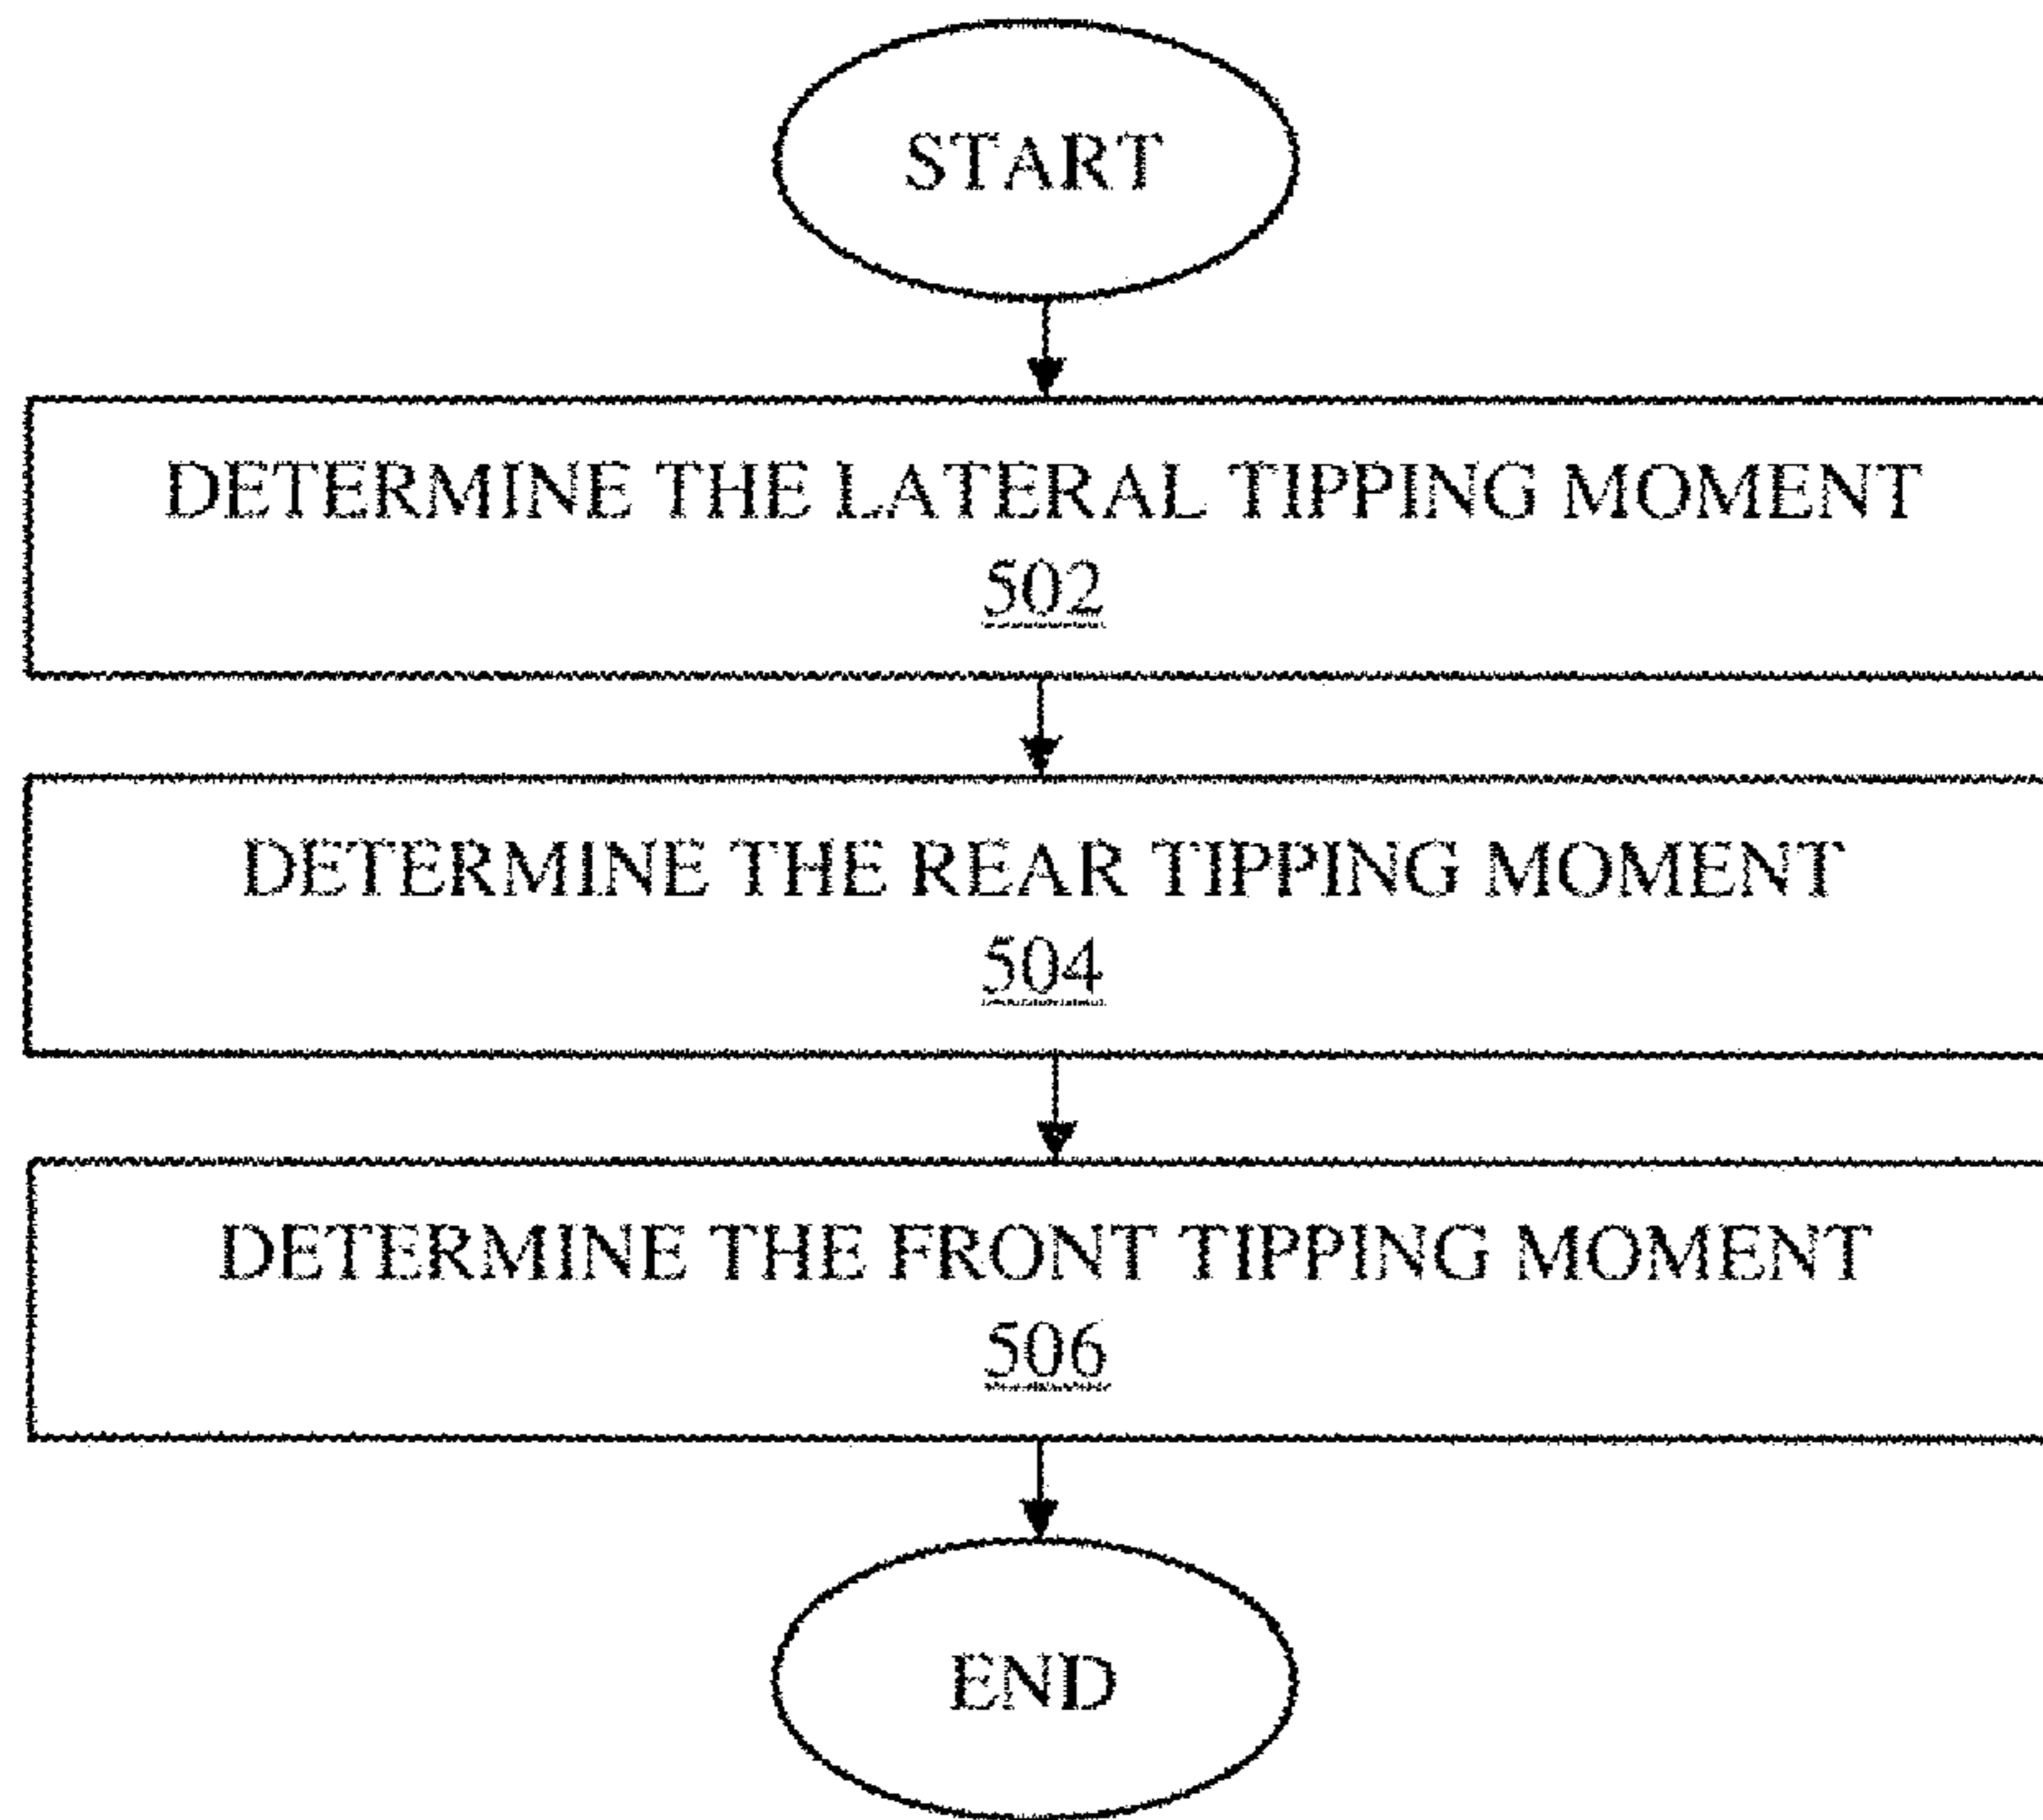 START
DETERMINE THE LATERAL TIPPING MOMENT
502
DETERMINE THE REAR TIPPING MOMENT
504
DETERMINE THE FRONT TIPPING MOMENT
506
END